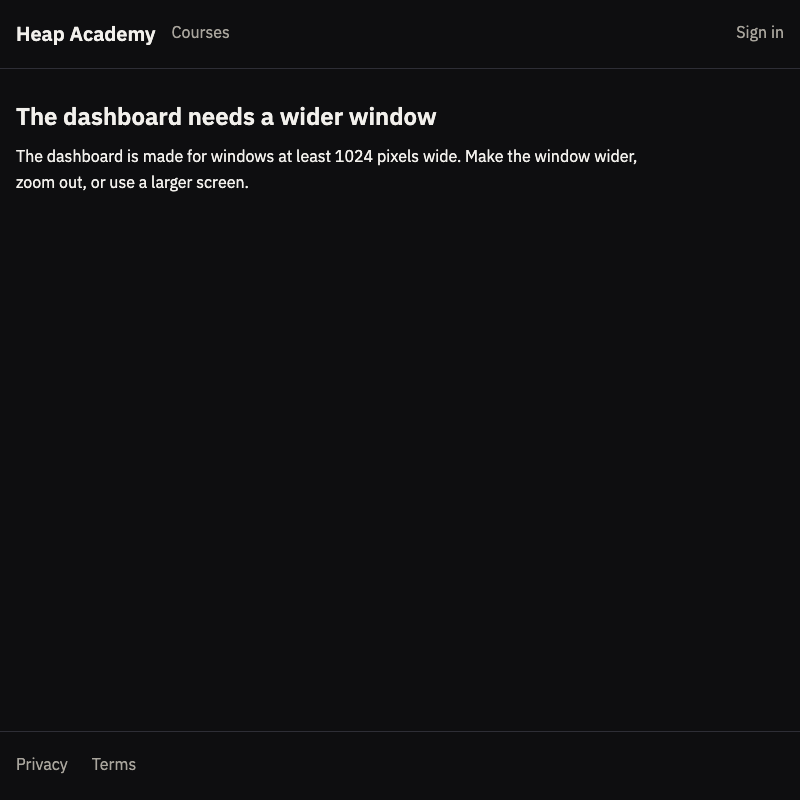 Heap Academy Courses Sign in
The dashboard needs a wider window
The dashboard is made for windows at least 1024 pixels wide. Make the window wider,
zoom out, or use a larger screen.
Privacy Terms